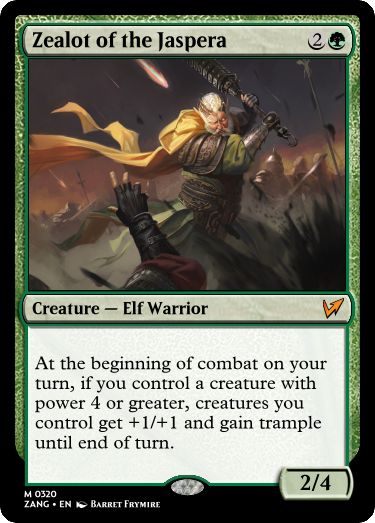 Zealot of the Jaspera 2
Creature — Elf Warrior
At the beginning of combat on your
turn, if you control a creature with
power 4 or greater, creatures you
control get +1/+1 and gain trample
until end of turn.
2/4
M 0320
ZANG • EN Barret Frymire